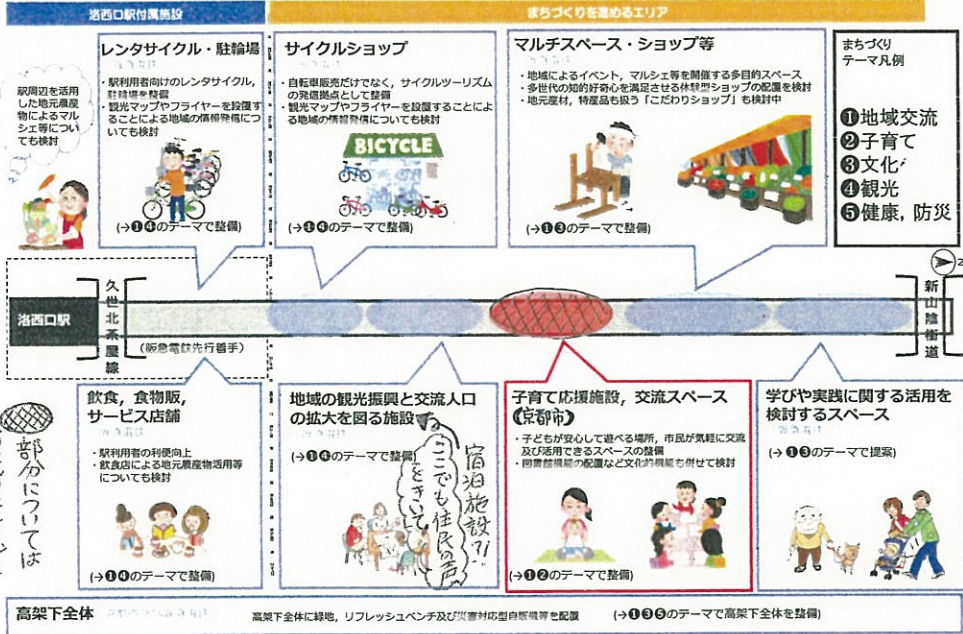 洛西口駅付属施設
まちづくりを進めるエリア
レンタサイクル・駐輪場
・駅利用者向けのレンタサイクル，
駐輪場を整備
・観光マップやフライヤーを設置す
ることによる地域の情報発信につ
いても検討
(→❶❹のテーマで整備)
駅周辺を活用
した地元農産
物によるマル
シェ等につい
ても検討
サイクルショップ
・自転車販売だけでなく，サイクルツーリズム
の発信拠点として整備
・観光マップやフライヤーを設置することによ
る地域の情報発信についても検討
BICYCLE
のテーマで整備)
マルチスペース・ショップ等
・地域によるイベント，マルシェ等を開催する多目的スペース
・多世代の知的好奇心を満足させる体験型ショップの配置を検討
・地元産材，特産品も扱う「こだわりショップ」も検討中
(→❶❸のテーマで整備)
まちづくり
テーマ凡例
❶地域交流
❷子育て
❸文化
❹観光
❺健康，防災
洛西口駅
久世北茶屋線
(阪急電鉄先行着手)
新山陰街道
飲食，食物販，
サービス店舗
・駅利用者の利便向上
・飲食店による地元農産物活用等
についても検討
(→❶❹のテーマで整備)
部分については
地域の観光振興と交流人口
の拡大を図る施設
(→❶❹のテーマで整備)
宿泊施設?!
ここでも住民の声
をきいて
子育て応援施設，交流スペース
(京都市)
・子どもが安心して遊べる場所，市民が気軽に交流
及び活用できるスペースの整備
・図書館機能の配置など文化的機能も併せて検討
(→❶❷のテーマで整備)
学びや実践に関する活用を
検討するスペース
(→❶❸のテーマで提案)
高架下全体
高架下全体に緑地，リフレッシュベンチ及び災害対応型自販機等を配置
(→❶❸❺のテーマで高架下全体を整備)